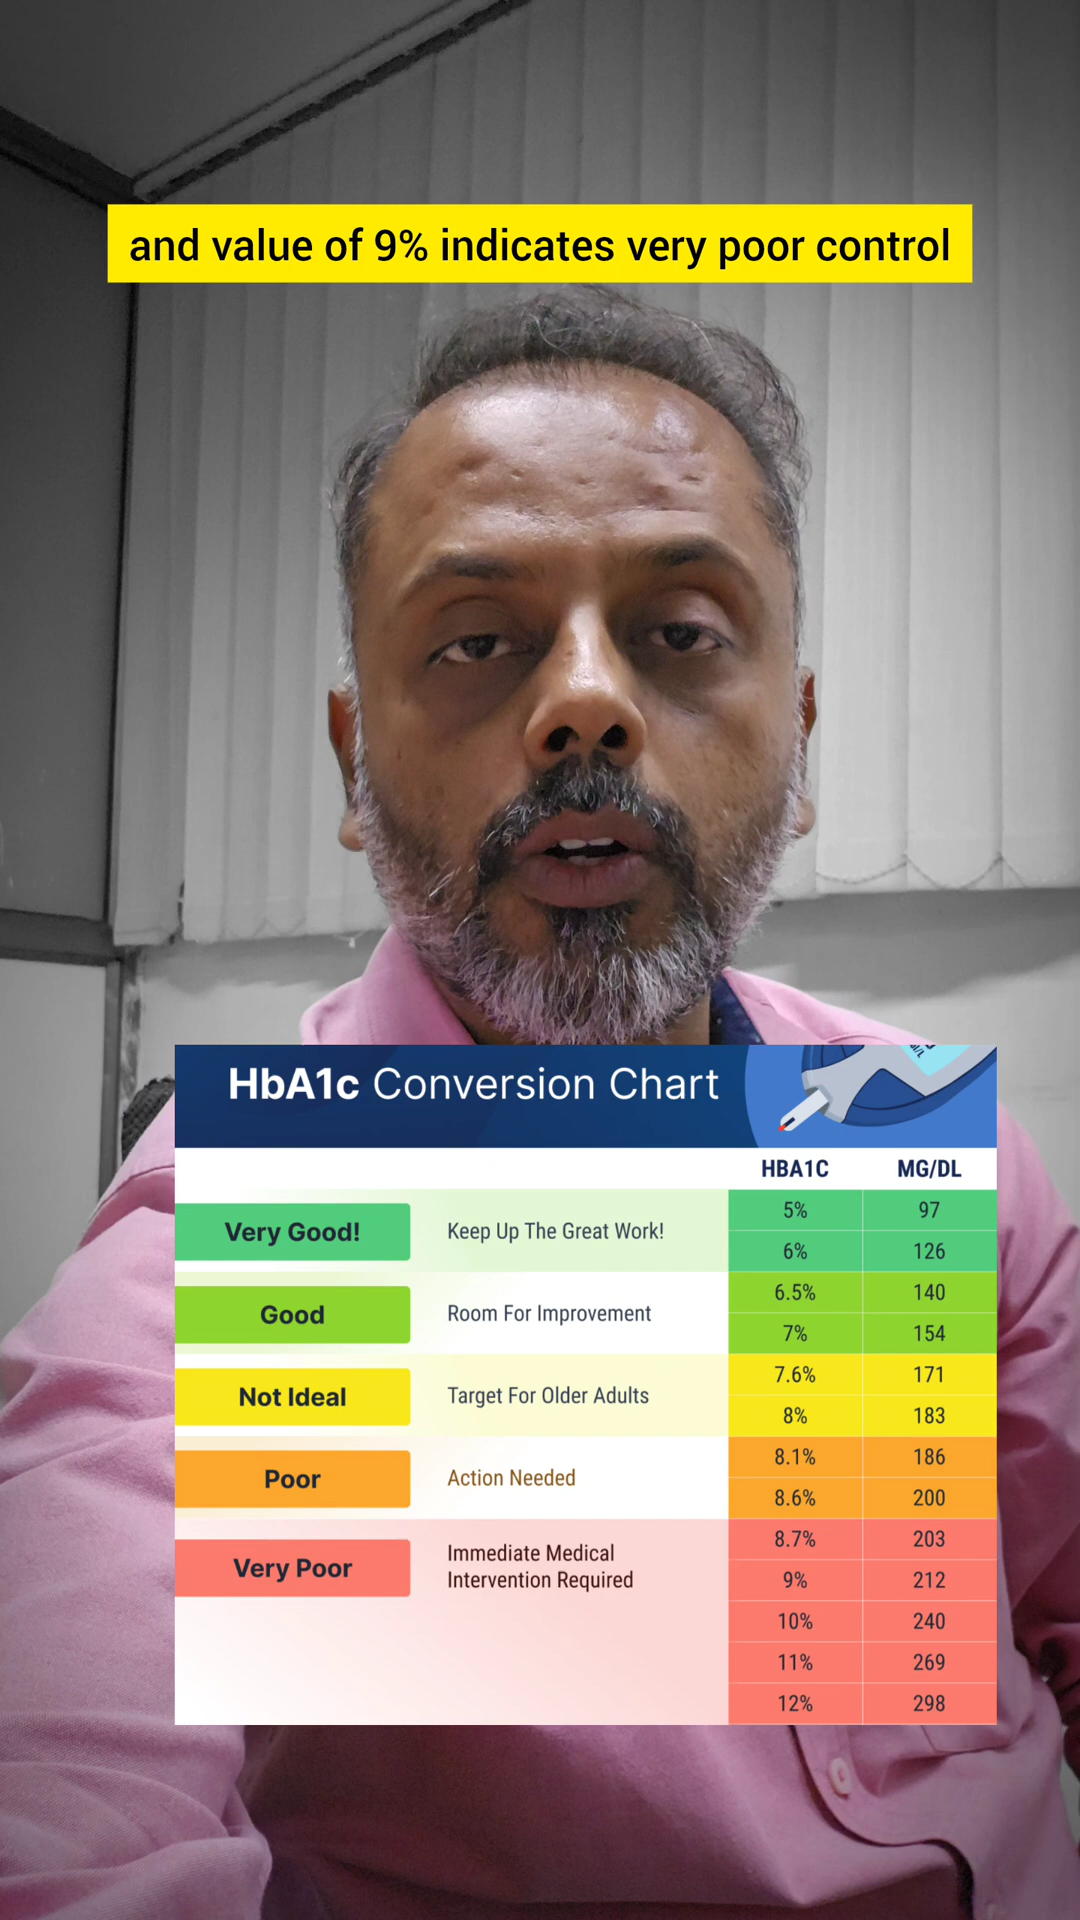 and value of 9% indicates very poor control
HbA1c Conversion Chart
HBA1C MG/DL
Very Good! Keep Up The Great Work!
5% 97
6% 126
Good Room For Improvement
6.5% 140
7% 154
Not Ideal Target For Older Adults
7.6% 171
8% 183
Poor Action Needed
8.1% 186
8.6% 200
Very Poor Immediate Medical
Intervention Required
8.7% 203
9% 212
10% 240
11% 269
12% 298